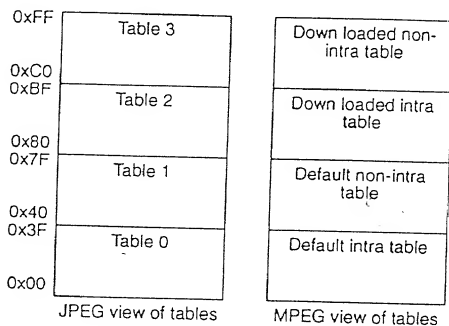 0xFF
Table 3
0xC0
0xBF
Table 2
0x80
0x7F
Table 1
0x40
0x3F
Table 0
0x00
JPEG view of tables
Down loaded non-
intra table
Down loaded intra
table
Default non-intra
table
Default intra table
MPEG view of tables